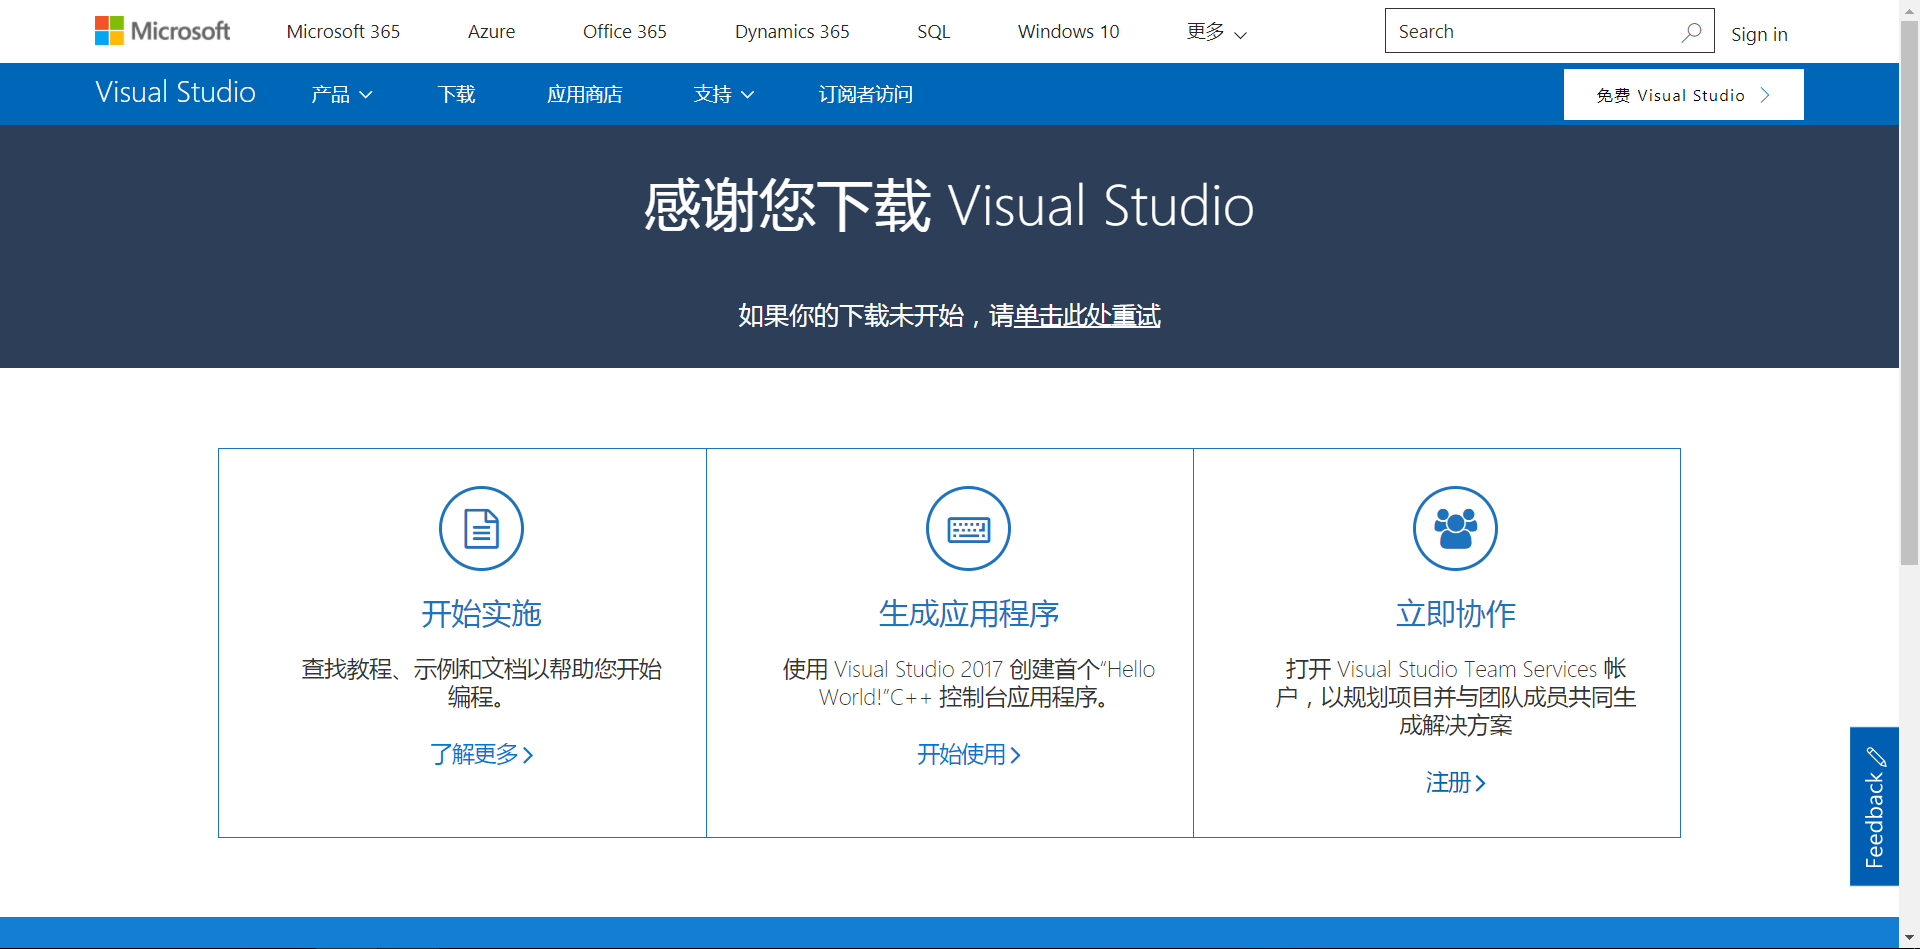 Microsoft
Microsoft 365
Azure
Office 365
Dynamics 365
SQL
Windows 10
更多
Search
Sign in
Visual Studio
产品
下载
应用商店
支持
订阅者访问
免费 Visual Studio
感谢您下载 Visual Studio
如果你的下载未开始，请单击此处重试
开始实施
查找教程、示例和文档以帮助您开始
编程。
了解更多
生成应用程序
使用 Visual Studio 2017 创建首个“Hello
World!”C++ 控制台应用程序。
开始使用
立即协作
打开 Visual Studio Team Services 帐
户，以规划项目并与团队成员共同生
成解决方案
注册
Feedback